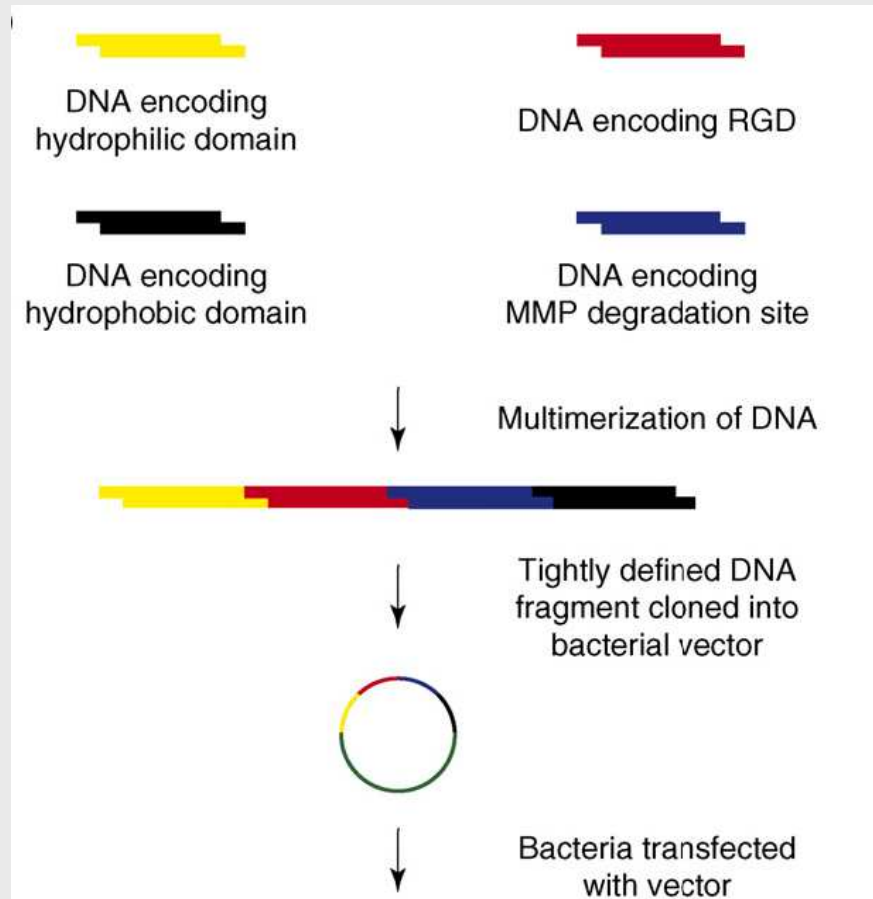 DNA encoding
hydrophilic domain
DNA encoding RGD
DNA encoding
hydrophobic domain
DNA encoding
MMP degradation site
Multimerization of DNA
Tightly defined DNA
fragment cloned into
bacterial vector
Bacteria transfected
with vector